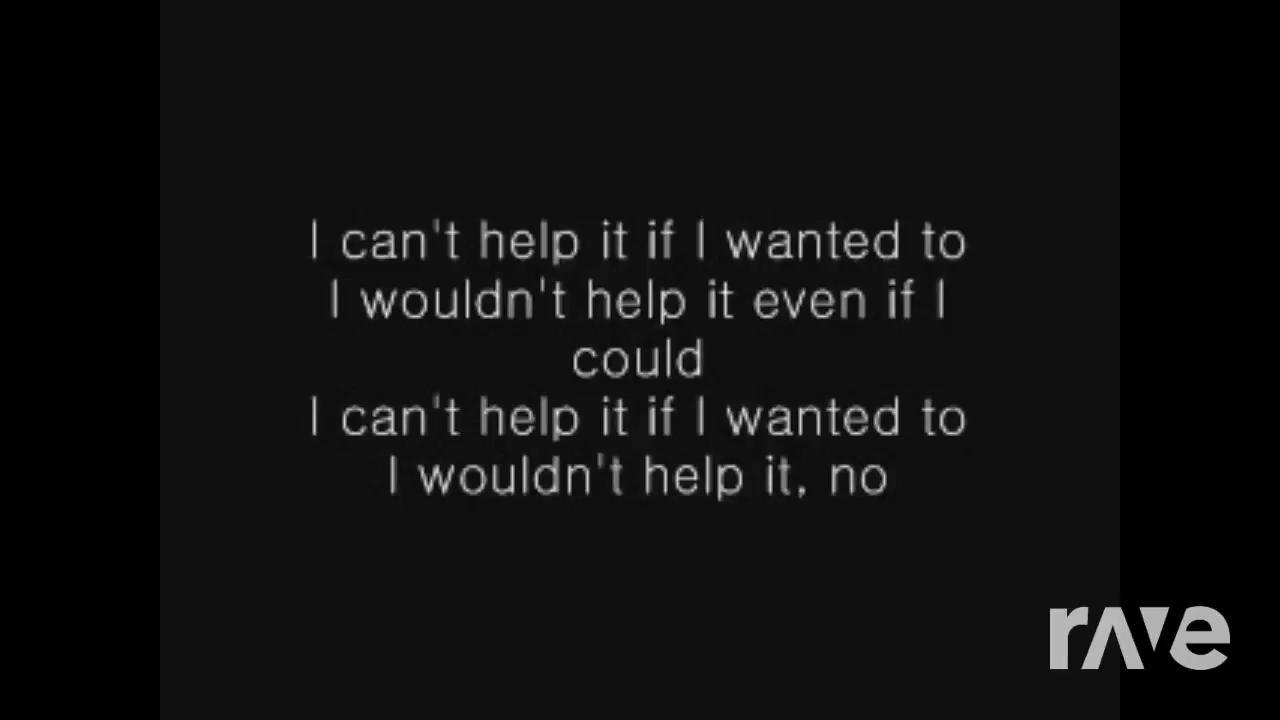 I can't help it if I wanted to
I wouldn't help it even if I
could
I can't help it if I wanted to
I wouldn't help it, no
rave